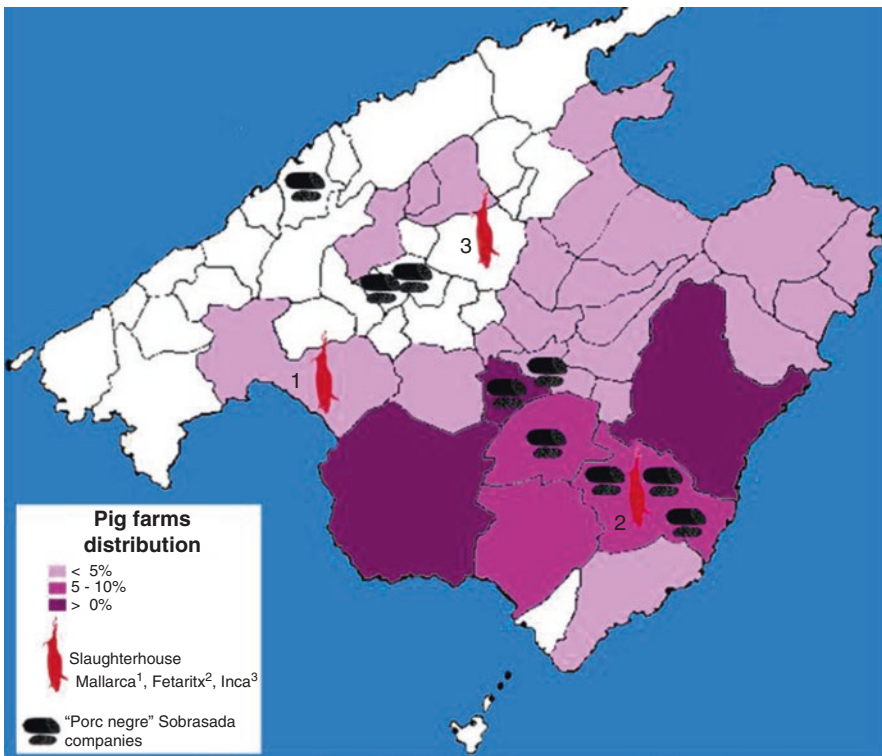 3
1
2
Pig farms
distribution
< 5%
5 - 10%
> 0%
Slaughterhouse
Mallarca¹, Fetaritx², Inca³
"Porc negre" Sobrasada
companies